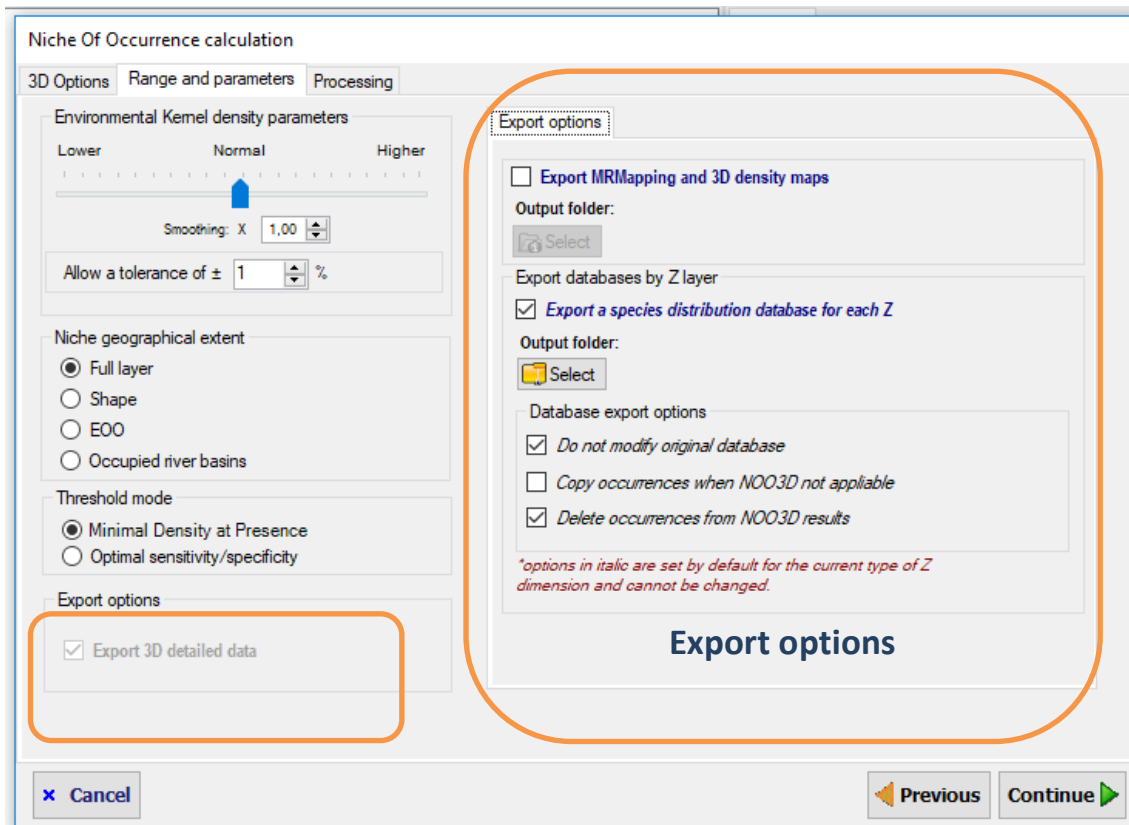 Niche Of Occurrence calculation
3D Options
Range and parameters
Processing
Environmental Kernel density parameters
Lower Normal Higher
Smoothing: X 1,00
Allow a tolerance of ± 1 %
Niche geographical extent
Full layer
Shape
EOO
Occupied river basins
Threshold mode
Minimal Density at Presence
Optimal sensitivity/specificity
Export options
Export 3D detailed data
Export options
Export MRMapping and 3D density maps
Output folder:
Select
Export databases by Z layer
Export a species distribution database for each Z
Output folder:
Select
Database export options
Do not modify original database
Copy occurrences when NOO3D not appliable
Delete occurrences from NOO3D results
*options in italic are set by default for the current type of Z
dimension and cannot be changed.
Export options
× Cancel
Previous
Continue